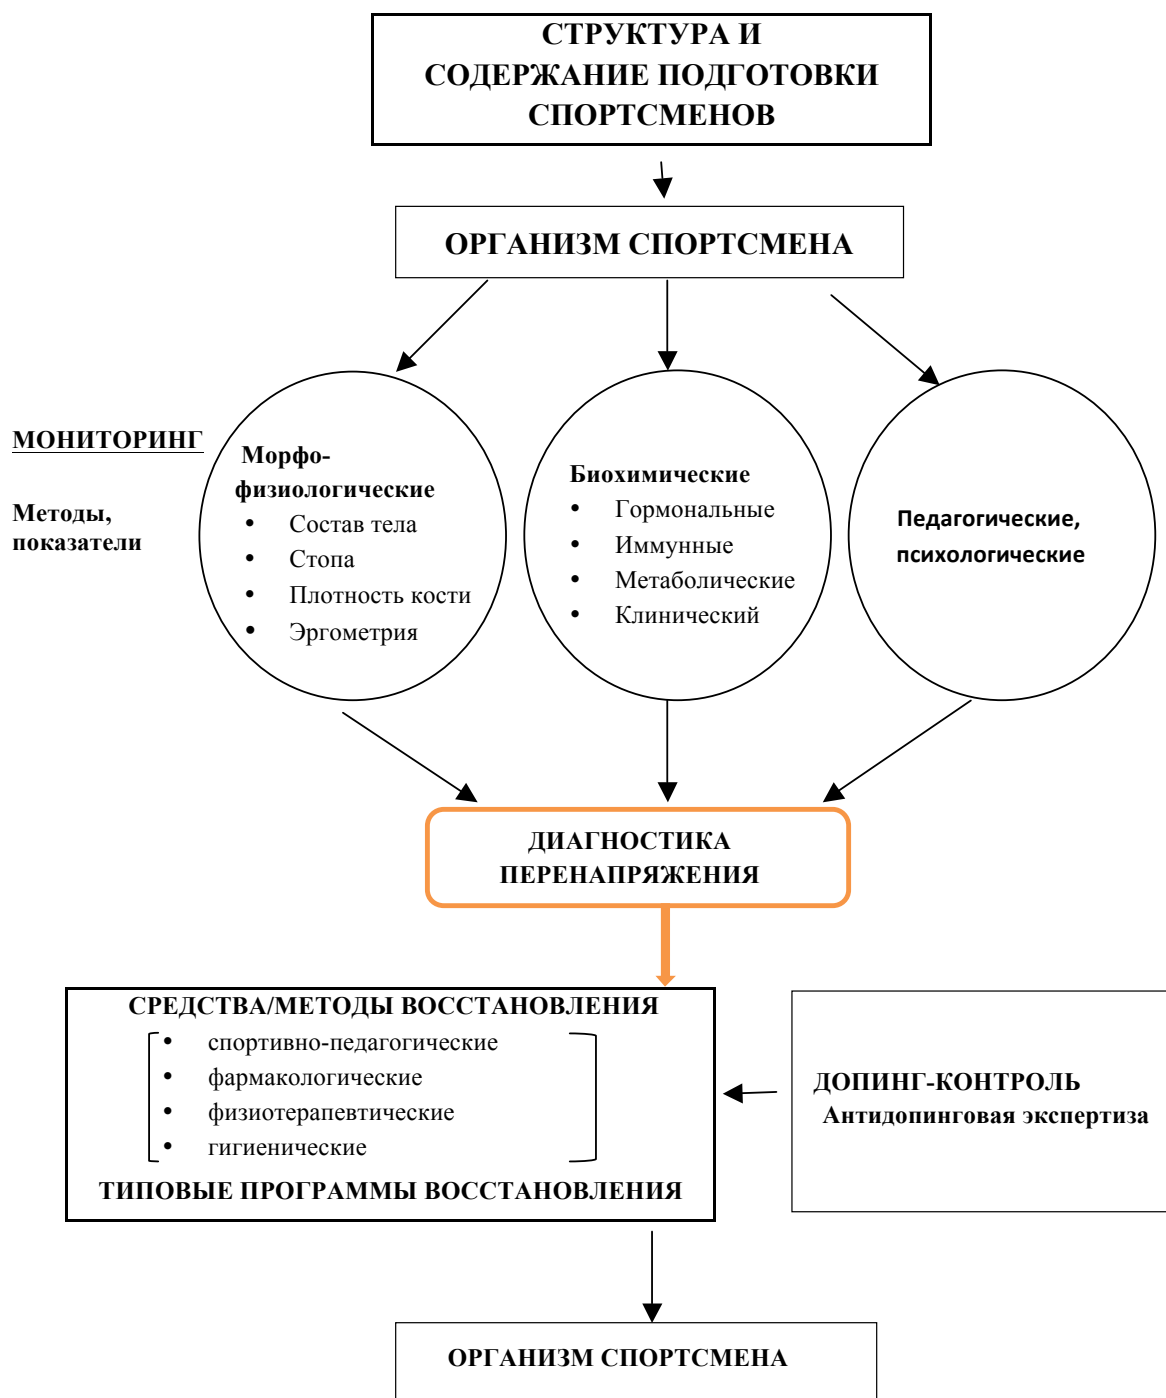 СТРУКТУРА И
СОДЕРЖАНИЕ ПОДГОТОВКИ
СПОРТСМЕНОВ
ОРГАНИЗМ СПОРТСМЕНА
МОНИТОРИНГ
Методы,
показатели
Морфо-
физиологические
• Состав тела
• Стопа
• Плотность кости
• Эргометрия
Биохимические
• Гормональные
• Иммунные
• Метаболические
• Клинический
Педагогические,
психологические
ДИАГНОСТИКА
ПЕРЕНАПРЯЖЕНИЯ
СРЕДСТВА/МЕТОДЫ ВОССТАНОВЛЕНИЯ
• спортивно-педагогические
• фармакологические
• физиотерапевтические
• гигиенические
ТИПОВЫЕ ПРОГРАММЫ ВОССТАНОВЛЕНИЯ
ДОПИНГ-КОНТРОЛЬ
Антидопинговая экспертиза
ОРГАНИЗМ СПОРТСМЕНА